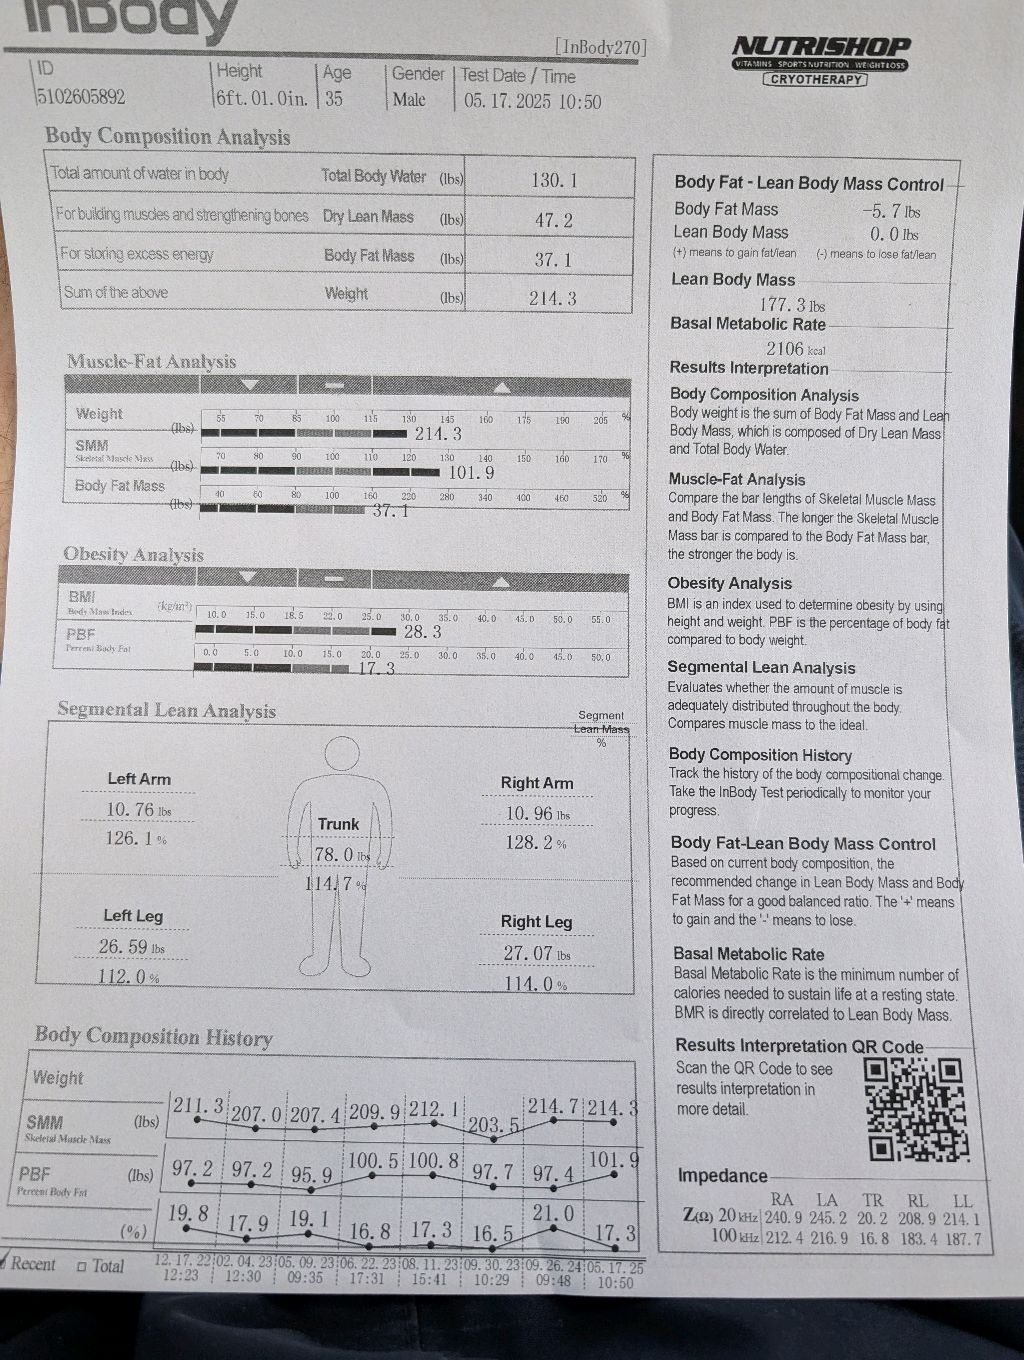 InBody
[InBody270]
NUTRISHOP
VITAMINS SPORTS NUTRITION WEIGHT LOSS
CRYOTHERAPY
ID Height Age Gender Test Date / Time
5102605892 6ft. 01. 0in. 35 Male 05. 17. 2025 10:50
Body Composition Analysis
Total amount of water in body Total Body Water (lbs) 130. 1
For building muscles and strengthening bones Dry Lean Mass (lbs) 47. 2
For storing excess energy Body Fat Mass (lbs) 37. 1
Sum of the above Weight (lbs) 214. 3
Muscle-Fat Analysis
Weight (lbs) 55 70 85 100 115 130 145 160 175 190 205 %
214. 3
SMM
Skeletal Muscle Mass (lbs) 70 80 90 100 110 120 130 140 150 160 170 %
101. 9
Body Fat Mass (lbs) 40 60 80 100 160 220 280 340 400 460 520 %
37. 1
Obesity Analysis
BMI
Body Mass Index (kg/m²) 10. 0 15. 0 18. 5 22. 0 25. 0 30. 0 35. 0 40. 0 45. 0 50. 0 55. 0
28. 3
PBF
Percent Body Fat 0. 0 5. 0 10. 0 15. 0 20. 0 25. 0 30. 0 35. 0 40. 0 45. 0 50. 0
17. 3
Segmental Lean Analysis
Segment
Lean Mass
%
Left Arm
10. 76 lbs
126. 1 %
Right Arm
10. 96 lbs
128. 2 %
Trunk
78. 0 lbs
114. 7 %
Left Leg
26. 59 lbs
112. 0 %
Right Leg
27. 07 lbs
114. 0 %
Body Composition History
Weight (lbs) 211. 3 207. 0 207. 4 209. 9 212. 1 203. 5 214. 7 214. 3
SMM
Skeletal Muscle Mass (lbs) 97. 2 97. 2 95. 9 100. 5 100. 8 97. 7 97. 4 101. 9
PBF
Percent Body Fat (%) 19. 8 17. 9 19. 1 16. 8 17. 3 16. 5 21. 0 17. 3
Recent Total 12. 17. 22 02. 04. 23 05. 09. 23 06. 22. 23 08. 11. 23 09. 30. 23 09. 26. 24 05. 17. 25
12:23 12:30 09:35 17:31 15:41 10:29 09:48 10:50
Body Fat - Lean Body Mass Control
Body Fat Mass -5. 7 lbs
Lean Body Mass 0. 0 lbs
(+) means to gain fat/lean (-) means to lose fat/lean
Lean Body Mass
177. 3 lbs
Basal Metabolic Rate
2106 kcal
Results Interpretation
Body Composition Analysis
Body weight is the sum of Body Fat Mass and Lean
Body Mass, which is composed of Dry Lean Mass
and Total Body Water.
Muscle-Fat Analysis
Compare the bar lengths of Skeletal Muscle Mass
and Body Fat Mass. The longer the Skeletal Muscle
Mass bar is compared to the Body Fat Mass bar,
the stronger the body is.
Obesity Analysis
BMI is an index used to determine obesity by using
height and weight. PBF is the percentage of body fat
compared to body weight.
Segmental Lean Analysis
Evaluates whether the amount of muscle is
adequately distributed throughout the body.
Compares muscle mass to the ideal.
Body Composition History
Track the history of the body compositional change.
Take the InBody Test periodically to monitor your
progress.
Body Fat-Lean Body Mass Control
Based on current body composition, the
recommended change in Lean Body Mass and Body
Fat Mass for a good balanced ratio. The '+' means
to gain and the '-' means to lose.
Basal Metabolic Rate
Basal Metabolic Rate is the minimum number of
calories needed to sustain life at a resting state.
BMR is directly correlated to Lean Body Mass.
Results Interpretation QR Code
Scan the QR Code to see
results interpretation in
more detail.
Impedance
RA LA TR RL LL
Z(Ω) 20 kHz 240. 9 245. 2 20. 2 208. 9 214. 1
100 kHz 212. 4 216. 9 16. 8 183. 4 187. 7